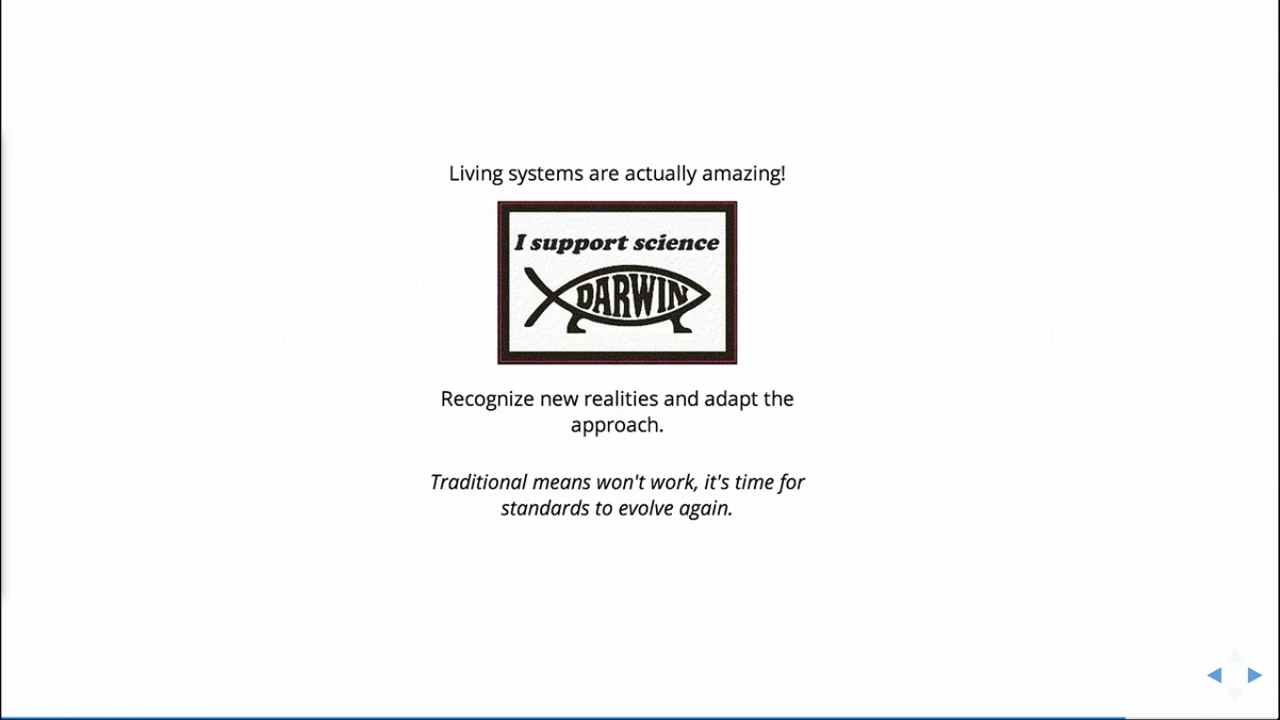 Living systems are actually amazing!
I support science
DARWIN
Recognize new realities and adapt the
approach.
Traditional means won't work, it's time for
standards to evolve again.